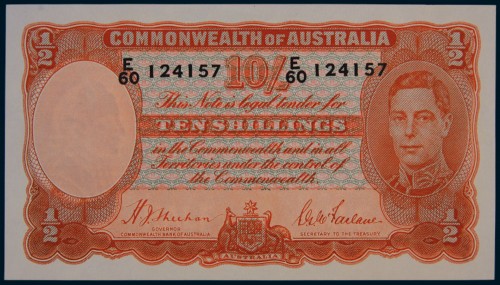 1/2 COMMONWEALTH OF AUSTRALIA 1/2
E/60 124157 10/- E/60 124157
This Note is legal tender for
TEN SHILLINGS
in the Commonwealth and in all
Territories under the control of
the Commonwealth.
H J Sheehan S G McFarlane
GOVERNOR SECRETARY TO THE TREASURY
COMMONWEALTH BANK OF AUSTRALIA
1/2 AUSTRALIA 1/2